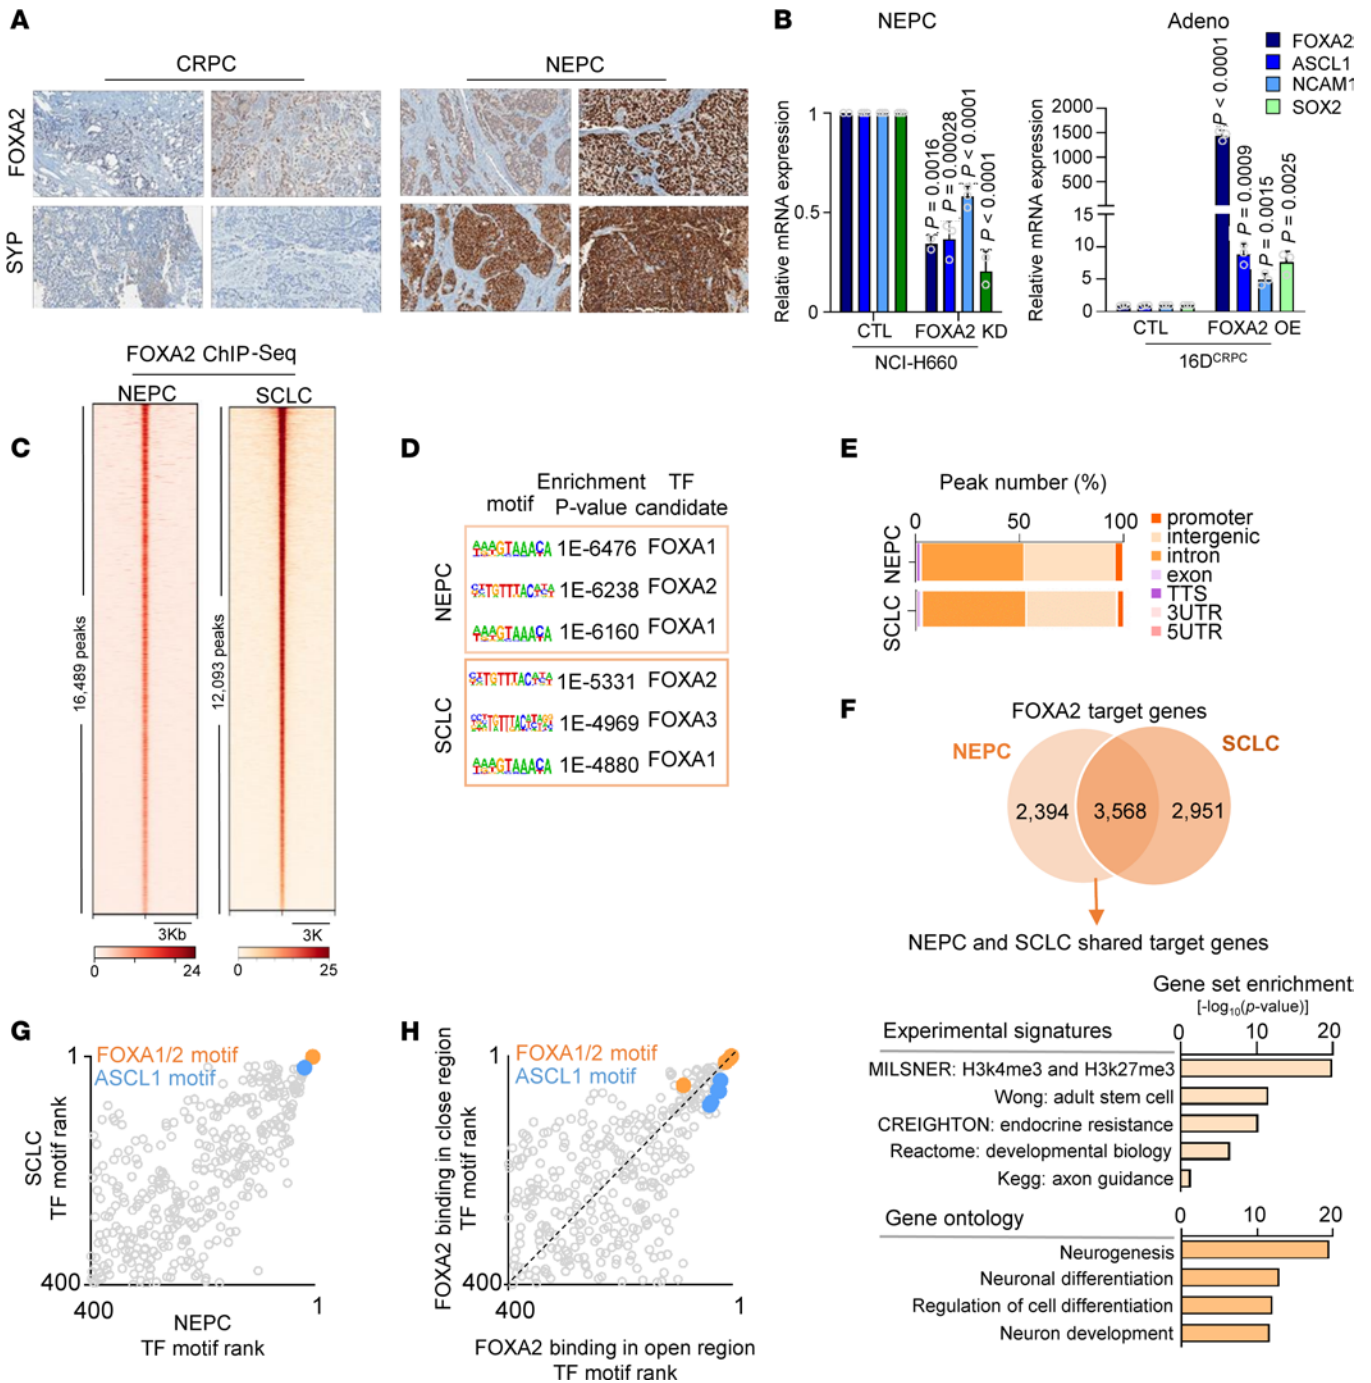 A
CRPC
NEPC
FOXA2
SYP
B
NEPC
Adeno
FOXA2
ASCL1
NCAM1
SOX2
Relative mRNA expression
1
0.5
0
P = 0.0016
P = 0.00028
P < 0.0001
P < 0.0001
CTL
FOXA2 KD
NCI-H660
Relative mRNA expression
2000
1500
1000
500
15
10
5
0
P < 0.0001
P = 0.0009
P = 0.0015
P = 0.0025
CTL
FOXA2 OE
16DCRPC
C
FOXA2 ChIP-Seq
NEPC
SCLC
16,489 peaks
12,093 peaks
3Kb
3K
0 24
0 25
D
motif
Enrichment
P-value
TF
candidate
NEPC
1E-6476 FOXA1
1E-6238 FOXA2
1E-6160 FOXA1
SCLC
1E-5331 FOXA2
1E-4969 FOXA3
1E-4880 FOXA1
E
Peak number (%)
0 50 100
NEPC
SCLC
promoter
intergenic
intron
exon
TTS
3UTR
5UTR
F
FOXA2 target genes
NEPC
SCLC
2,394 3,568 2,951
NEPC and SCLC shared target genes
Gene set enrichment
[-log10(p-value)]
Experimental signatures
0 10 20
MILSNER: H3k4me3 and H3k27me3
Wong: adult stem cell
CREIGHTON: endocrine resistance
Reactome: developmental biology
Kegg: axon guidance
Gene ontology
0 10 20
Neurogenesis
Neuronal differentiation
Regulation of cell differentiation
Neuron development
G
SCLC
TF motif rank
1
FOXA1/2 motif
ASCL1 motif
400
400 1
NEPC
TF motif rank
H
FOXA2 binding in close region
TF motif rank
1
FOXA1/2 motif
ASCL1 motif
400
400 1
FOXA2 binding in open region
TF motif rank